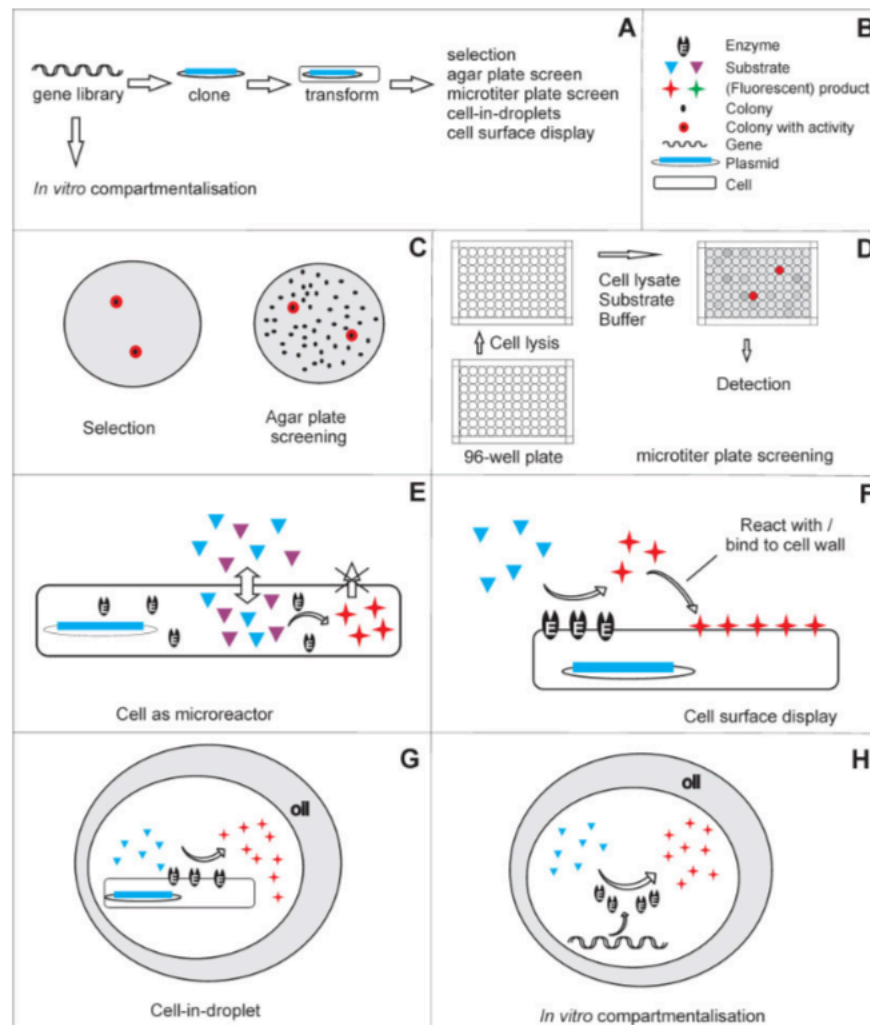 A
gene library
clone
transform
selection
agar plate screen
microtiter plate screen
cell-in-droplets
cell surface display
In vitro compartmentalisation
B
Enzyme
Substrate
(Fluorescent) product
Colony
Colony with activity
Gene
Plasmid
Cell
E
C
Selection
Agar plate
screening
D
Cell lysate
Substrate
Buffer
Cell lysis
Detection
96-well plate
microtiter plate screening
E
E
E
E
E
E
Cell as microreactor
F
React with /
bind to cell wall
E E E
Cell surface display
G
oil
E E E
Cell-in-droplet
H
oil
E E E E
In vitro compartmentalisation